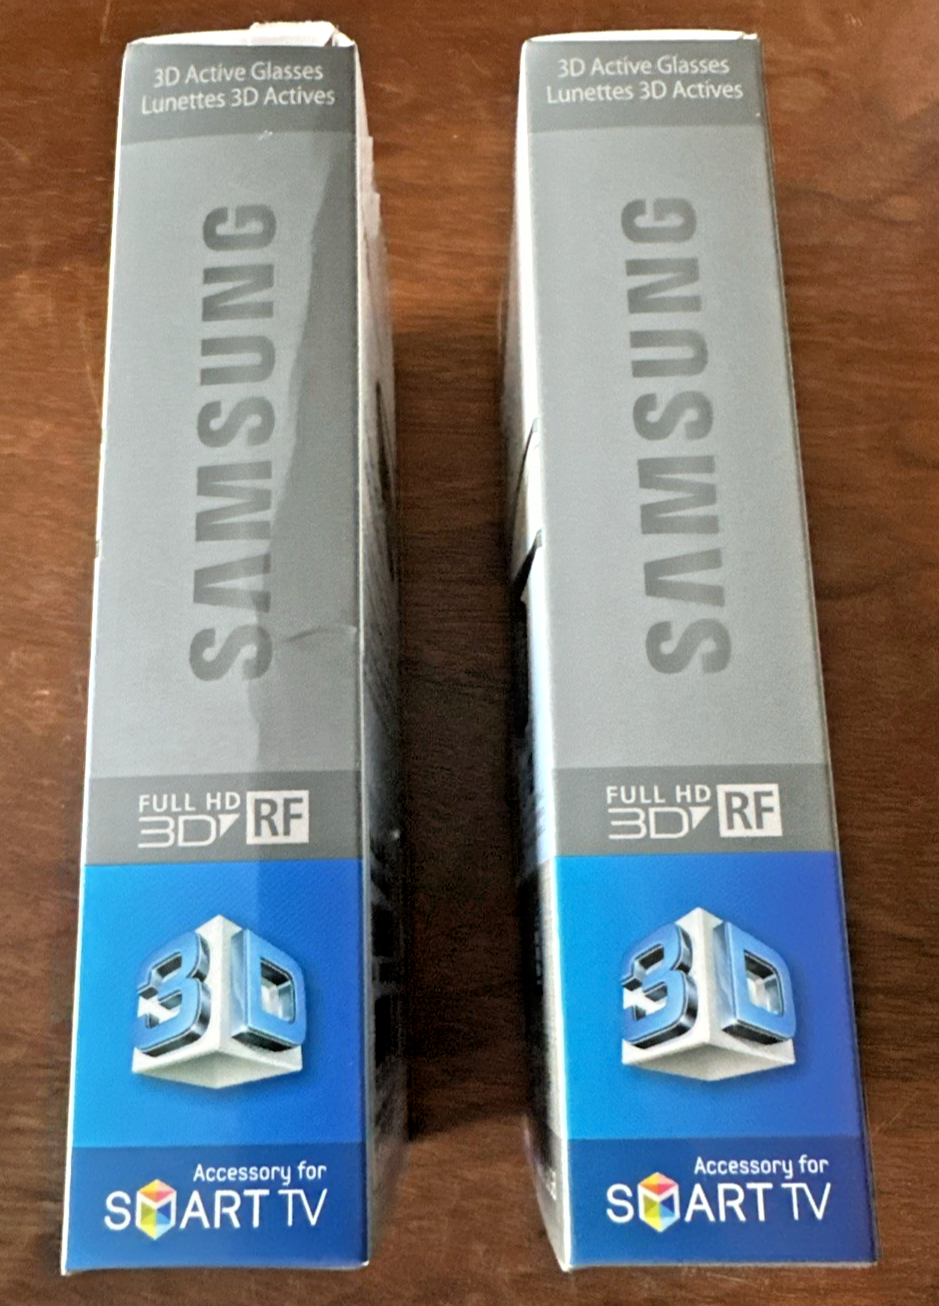 3D Active Glasses
Lunettes 3D Actives
SAMSUNG
FULL HD
3D RF
3D
Accessory for
SMART TV
3D Active Glasses
Lunettes 3D Actives
SAMSUNG
FULL HD
3D RF
3D
Accessory for
SMART TV